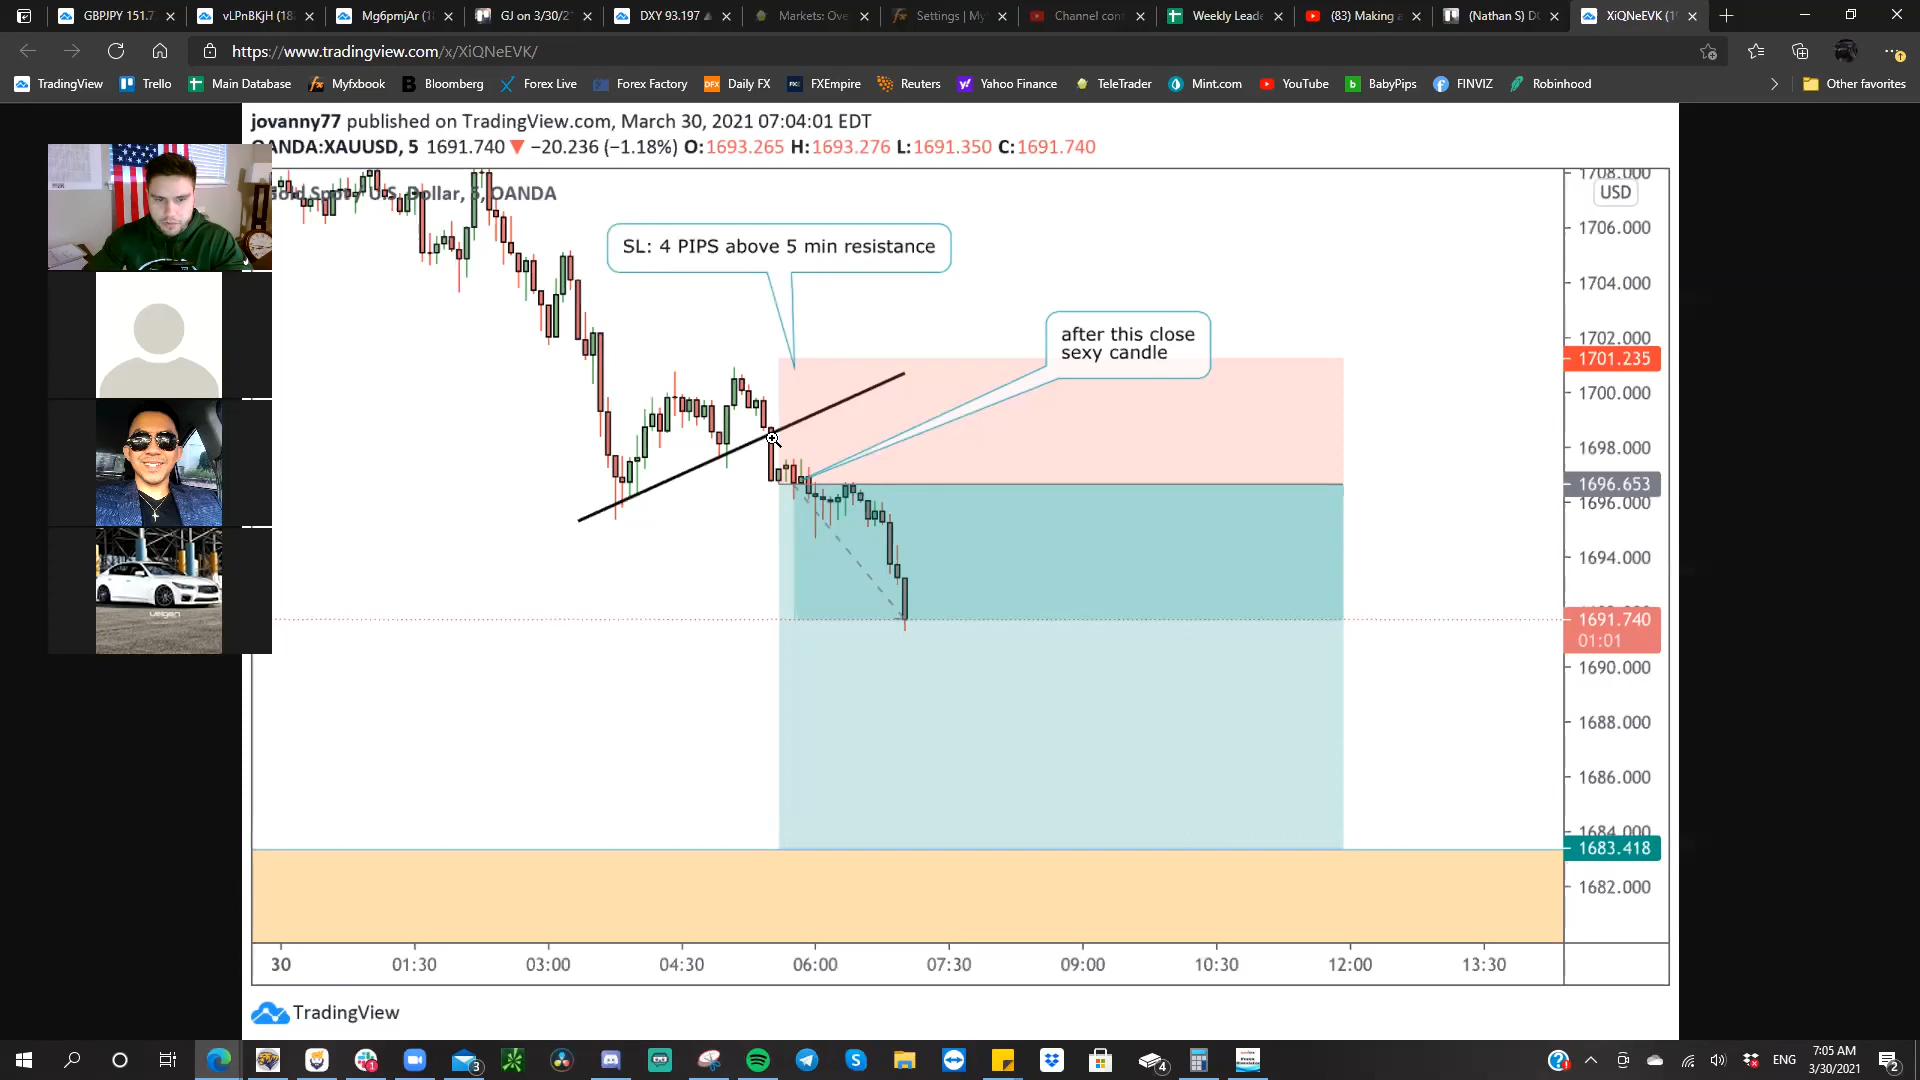 GBPJPY 151.7
vLPnBKjH (18
Mg6pmjAr (1
GJ on 3/30/2
DXY 93.197
Markets: Ove
Settings | My
Channel con
Weekly Lead
(83) Making a
(Nathan S) D
XiQNeEVK (1
https://www.tradingview.com/x/XiQNeEVK/
TradingView
Trello
Main Database
Myfxbook
Bloomberg
Forex Live
Forex Factory
Daily FX
FXEmpire
Reuters
Yahoo Finance
TeleTrader
Mint.com
YouTube
BabyPips
FINVIZ
Robinhood
Other favorites
jovanny77 published on TradingView.com, March 30, 2021 07:04:01 EDT
OANDA:XAUUSD, 5 1691.740 ▼ −20.236 (−1.18%) O:1693.265 H:1693.276 L:1691.350 C:1691.740
Gold Spot / U.S. Dollar, 5, OANDA
SL: 4 PIPS above 5 min resistance
after this close
sexy candle
1708.000
USD
1706.000
1704.000
1702.000
1701.235
1700.000
1698.000
1696.653
1696.000
1694.000
1691.740
01:01
1690.000
1688.000
1686.000
1684.000
1683.418
1682.000
30
01:30
03:00
04:30
06:00
07:30
09:00
10:30
12:00
13:30
TradingView
ENG
7:05 AM
3/30/2021